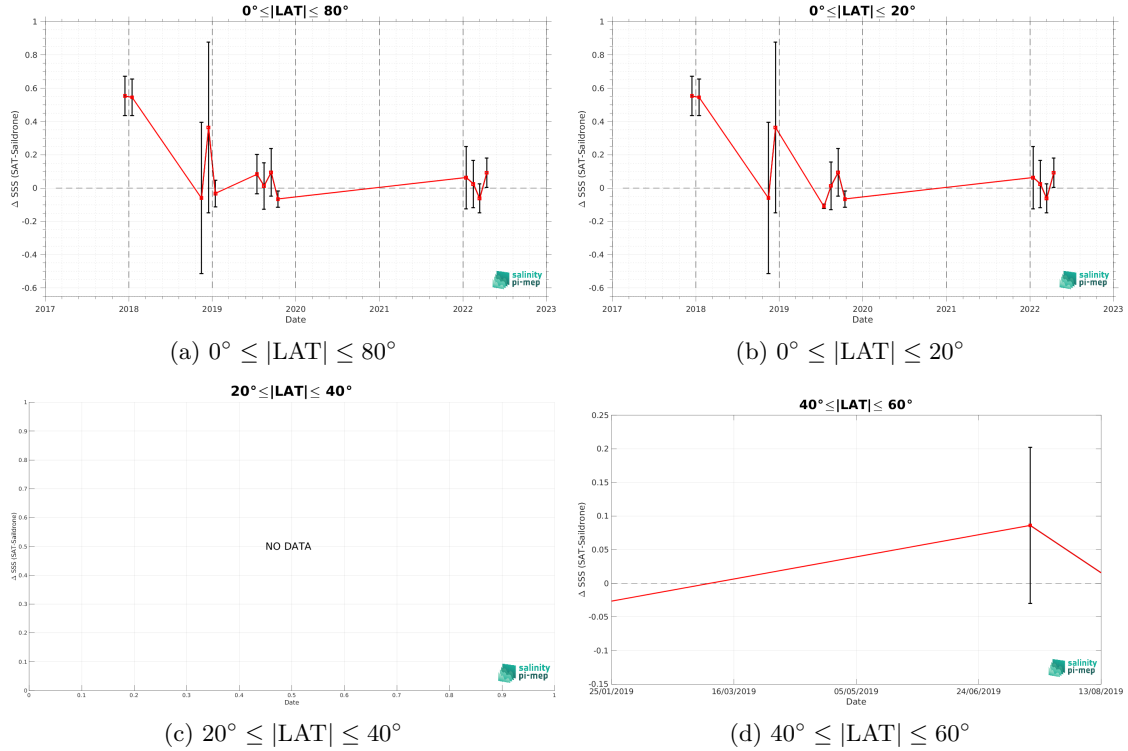 0°≤|LAT|≤ 80°
1
0.8
0.6
0.4
0.2
0
-0.2
-0.4
-0.6
Δ SSS (SAT-Saildrone)
2017 2018 2019 2020 2021 2022 2023
Date
salinity
pi-mep
(a) 0° ≤ |LAT| ≤ 80°
0°≤|LAT|≤ 20°
1
0.8
0.6
0.4
0.2
0
-0.2
-0.4
-0.6
Δ SSS (SAT-Saildrone)
2017 2018 2019 2020 2021 2022 2023
Date
salinity
pi-mep
(b) 0° ≤ |LAT| ≤ 20°
20°≤|LAT|≤ 40°
1
0.9
0.8
0.7
0.6
0.5
0.4
0.3
0.2
0.1
0
Δ SSS (SAT-Saildrone)
NO DATA
0 0.1 0.2 0.3 0.4 0.5 0.6 0.7 0.8 0.9 1
Date
salinity
pi-mep
(c) 20° ≤ |LAT| ≤ 40°
40°≤|LAT|≤ 60°
0.25
0.2
0.15
0.1
0.05
0
-0.05
-0.1
-0.15
Δ SSS (SAT-Saildrone)
25/01/2019 16/03/2019 05/05/2019 24/06/2019 13/08/2019
Date
salinity
pi-mep
(d) 40° ≤ |LAT| ≤ 60°